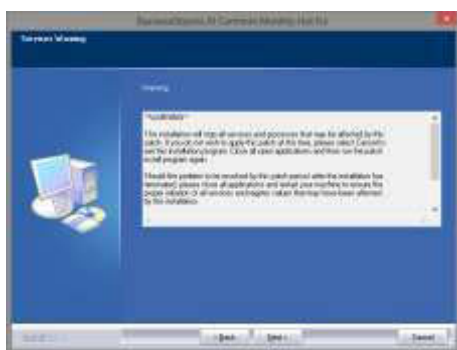 Services Warning
Warning
This installation will stop all services and processes that may be affected by the
patch. If you do not wish to apply the patch at this time, please select Cancel to
exit the installation program. Close all open applications and then run the patch
install program again.
Should the problem to be resolved by this patch persist after the installation has
terminated, please close all applications and restart your machine to ensure the
proper initialization of all services and registry values that may have been affected
by the installation.
< Back
Next >
Cancel